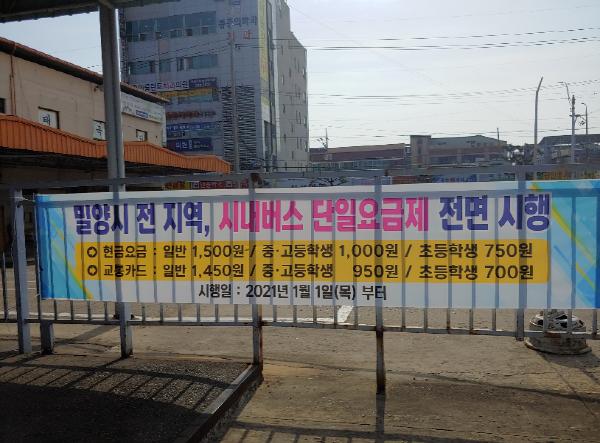 밀양시 전 지역, 시내버스 단일요금제 전면 시행
현금요금 : 일반 1,500원 / 중·고등학생 1,000원 / 초등학생 750원
교통카드 : 일반 1,450원 / 중·고등학생 950원 / 초등학생 700원
시행일 : 2021년 1월 1일(목) 부터